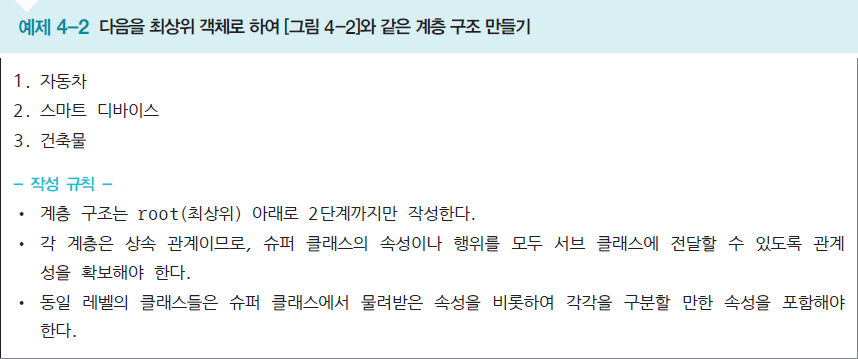 예제 4-2 다음을 최상위 객체로 하여 [그림 4-2]와 같은 계층 구조 만들기
1. 자동차
2. 스마트 디바이스
3. 건축물
- 작성 규칙 -
• 계층 구조는 root(최상위) 아래로 2단계까지만 작성한다.
• 각 계층은 상속 관계이므로, 슈퍼 클래스의 속성이나 행위를 모두 서브 클래스에 전달할 수 있도록 관계
성을 확보해야 한다.
• 동일 레벨의 클래스들은 슈퍼 클래스에서 물려받은 속성을 비롯하여 각각을 구분할 만한 속성을 포함해야
한다.